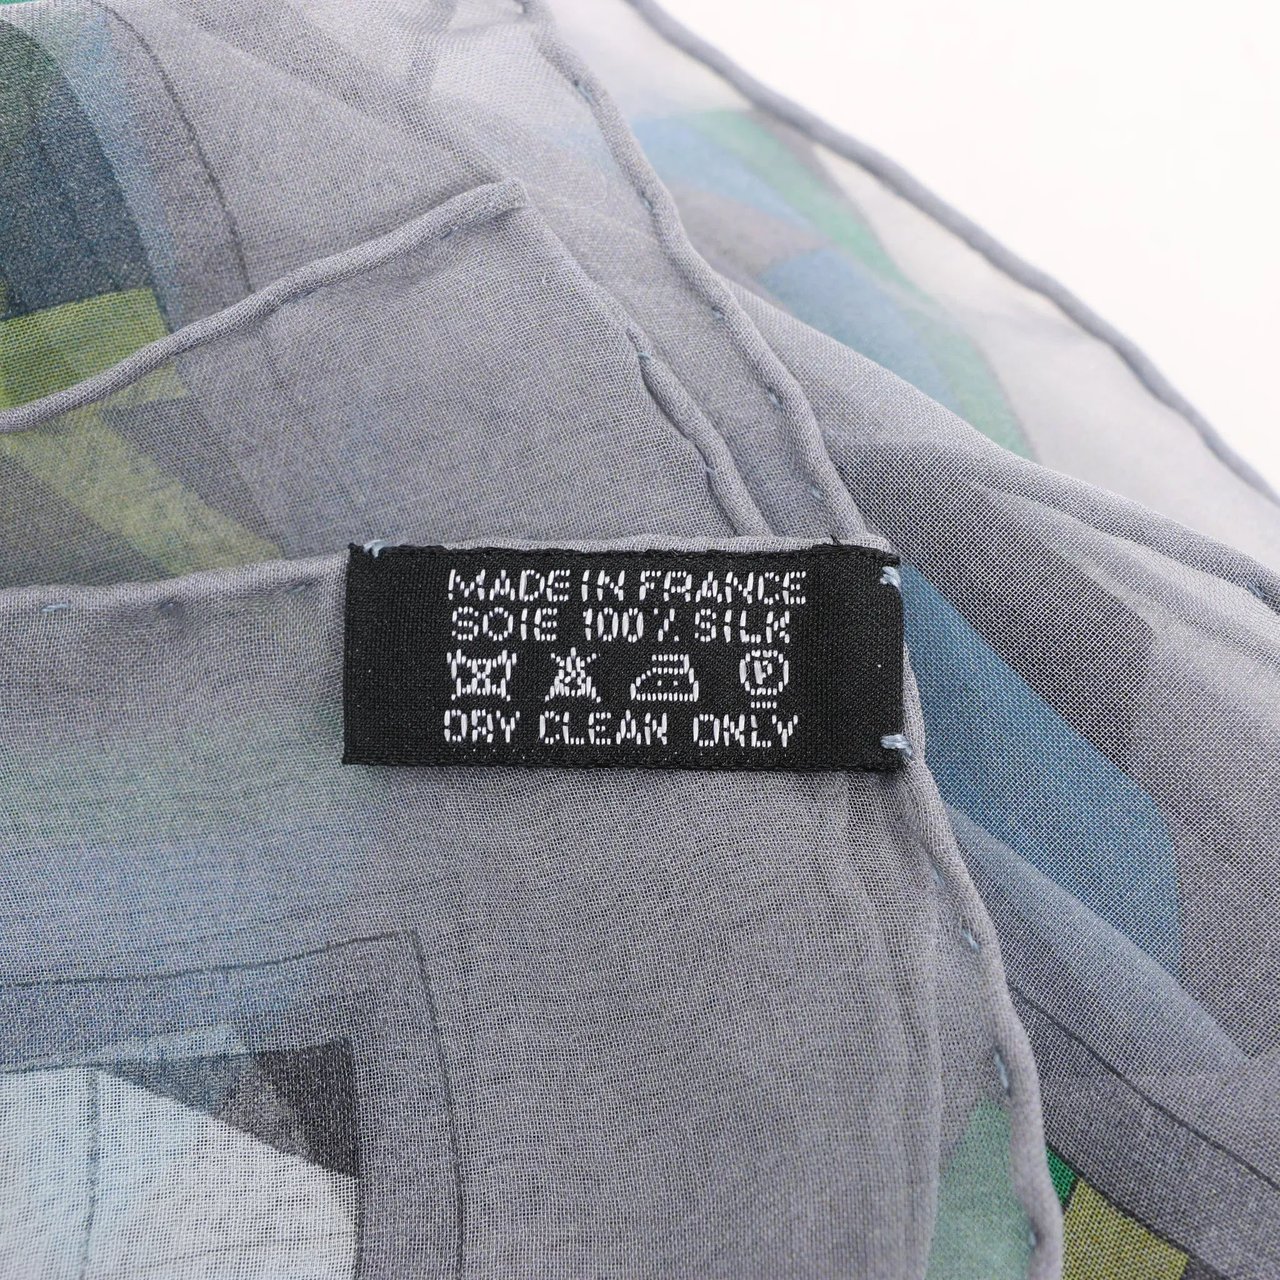 MADE IN FRANCE
SOIE 100% SILK
P
DRY CLEAN ONLY